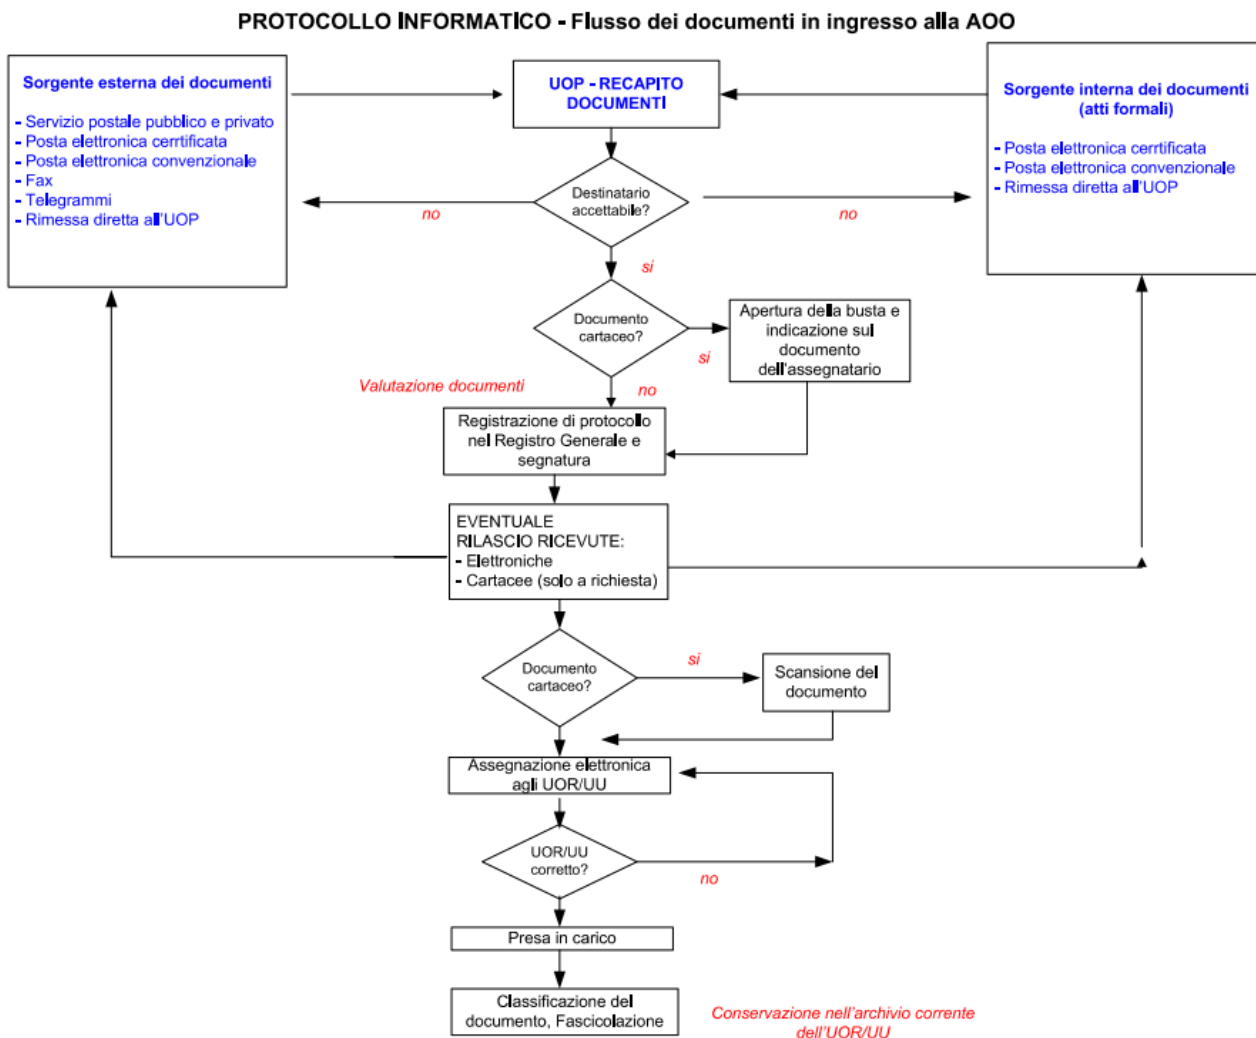 PROTOCOLLO INFORMATICO - Flusso dei documenti in ingresso alla AOO
Sorgente esterna dei documenti
- Servizio postale pubblico e privato
- Posta elettronica cerrtificata
- Posta elettronica convenzionale
- Fax
- Telegrammi
- Rimessa diretta all'UOP
UOP - RECAPITO
DOCUMENTI
Sorgente interna dei documenti
(atti formali)
- Posta elettronica cerrtificata
- Posta elettronica convenzionale
- Rimessa diretta all'UOP
Destinatario
accettabile?
no
no
si
Documento
cartaceo?
si
Apertura della busta e
indicazione sul
documento
dell'assegnatario
Valutazione documenti
no
Registrazione di protocollo
nel Registro Generale e
segnatura
EVENTUALE
RILASCIO RICEVUTE:
- Elettroniche
- Cartacee (solo a richiesta)
Documento
cartaceo?
si
Scansione del
documento
Assegnazione elettronica
agli UOR/UU
UOR/UU
corretto?
no
Presa in carico
Classificazione del
documento, Fascicolazione
Conservazione nell'archivio corrente
dell'UOR/UU